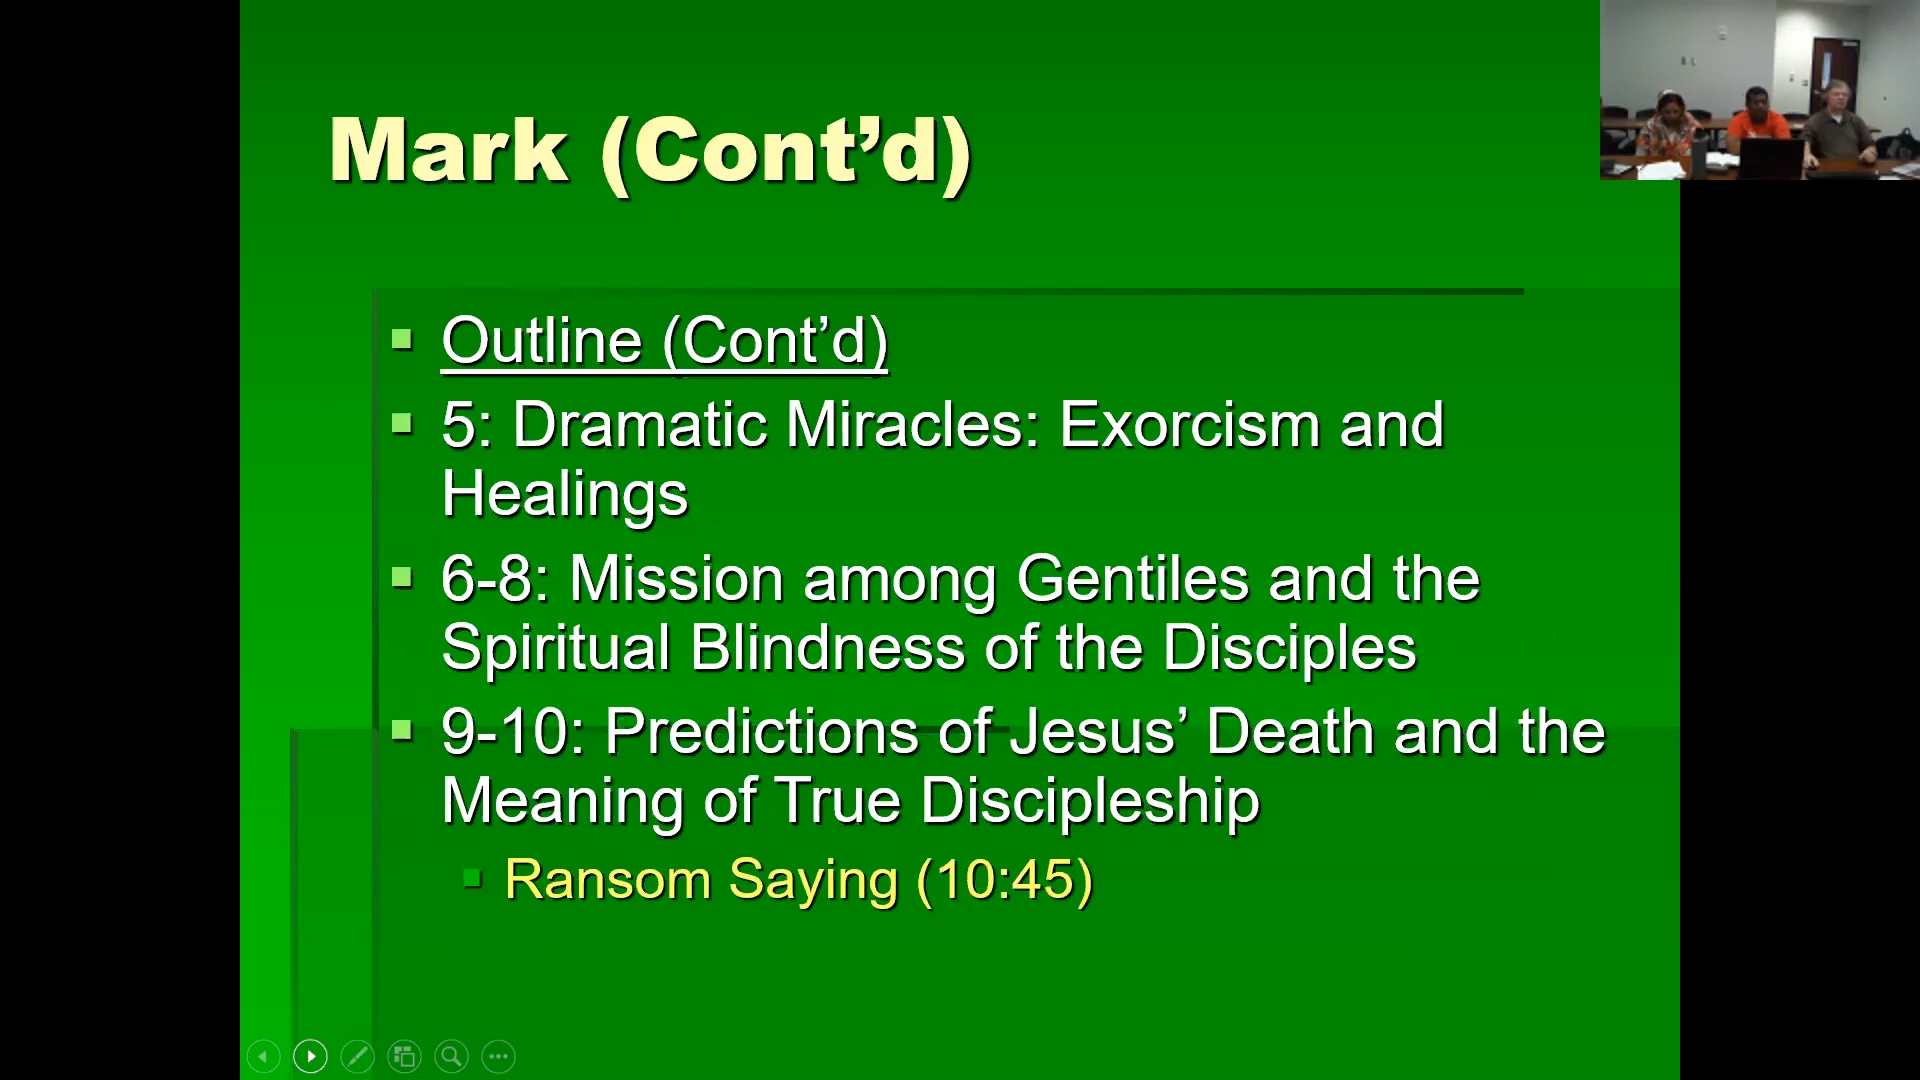 Mark (Cont’d)
Outline (Cont’d)
5: Dramatic Miracles: Exorcism and
Healings
6-8: Mission among Gentiles and the
Spiritual Blindness of the Disciples
9-10: Predictions of Jesus’ Death and the
Meaning of True Discipleship
Ransom Saying (10:45)